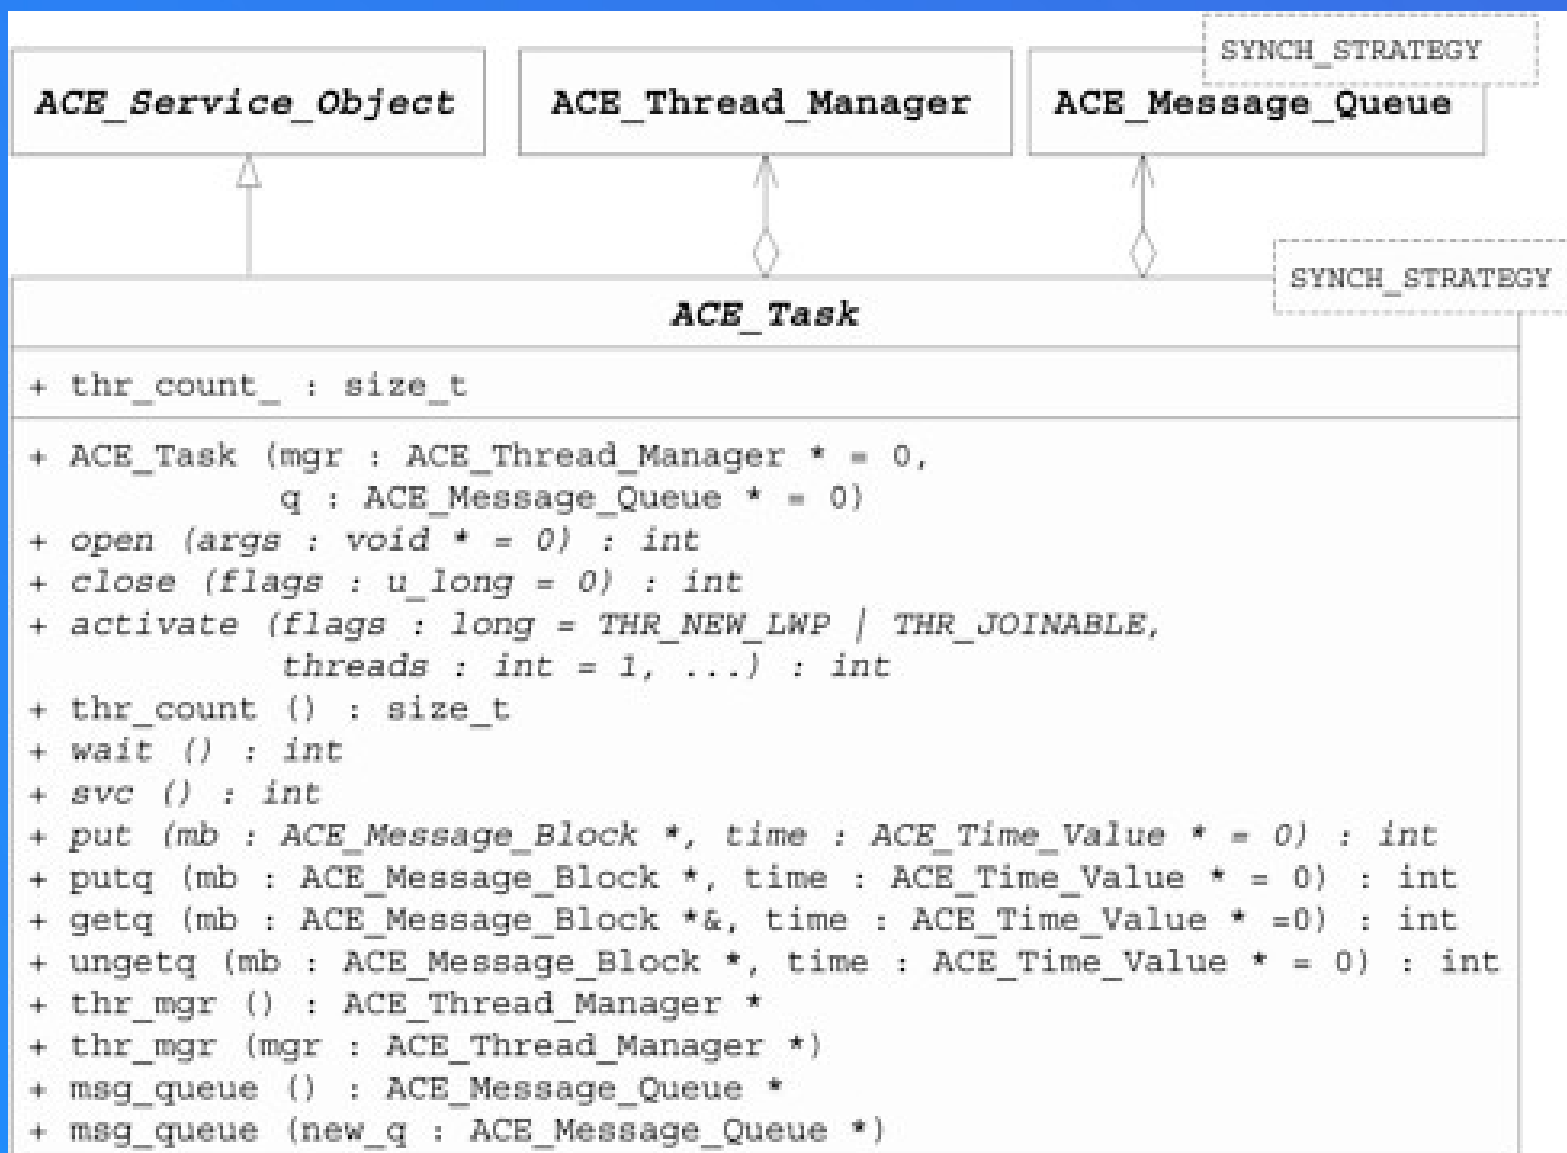 SYNCH_STRATEGY
ACE_Service_Object
ACE_Thread_Manager
ACE_Message_Queue
SYNCH_STRATEGY
ACE_Task
+ thr_count_ : size_t
+ ACE_Task (mgr : ACE_Thread_Manager * = 0,
q : ACE_Message_Queue * = 0)
+ open (args : void * = 0) : int
+ close (flags : u_long = 0) : int
+ activate (flags : long = THR_NEW_LWP | THR_JOINABLE,
threads : int = 1, ...) : int
+ thr_count () : size_t
+ wait () : int
+ svc () : int
+ put (mb : ACE_Message_Block *, time : ACE_Time_Value * = 0) : int
+ putq (mb : ACE_Message_Block *, time : ACE_Time_Value * = 0) : int
+ getq (mb : ACE_Message_Block *&, time : ACE_Time_Value * =0) : int
+ ungetq (mb : ACE_Message_Block *, time : ACE_Time_Value * = 0) : int
+ thr_mgr () : ACE_Thread_Manager *
+ thr_mgr (mgr : ACE_Thread_Manager *)
+ msg_queue () : ACE_Message_Queue *
+ msg_queue (new_q : ACE_Message_Queue *)